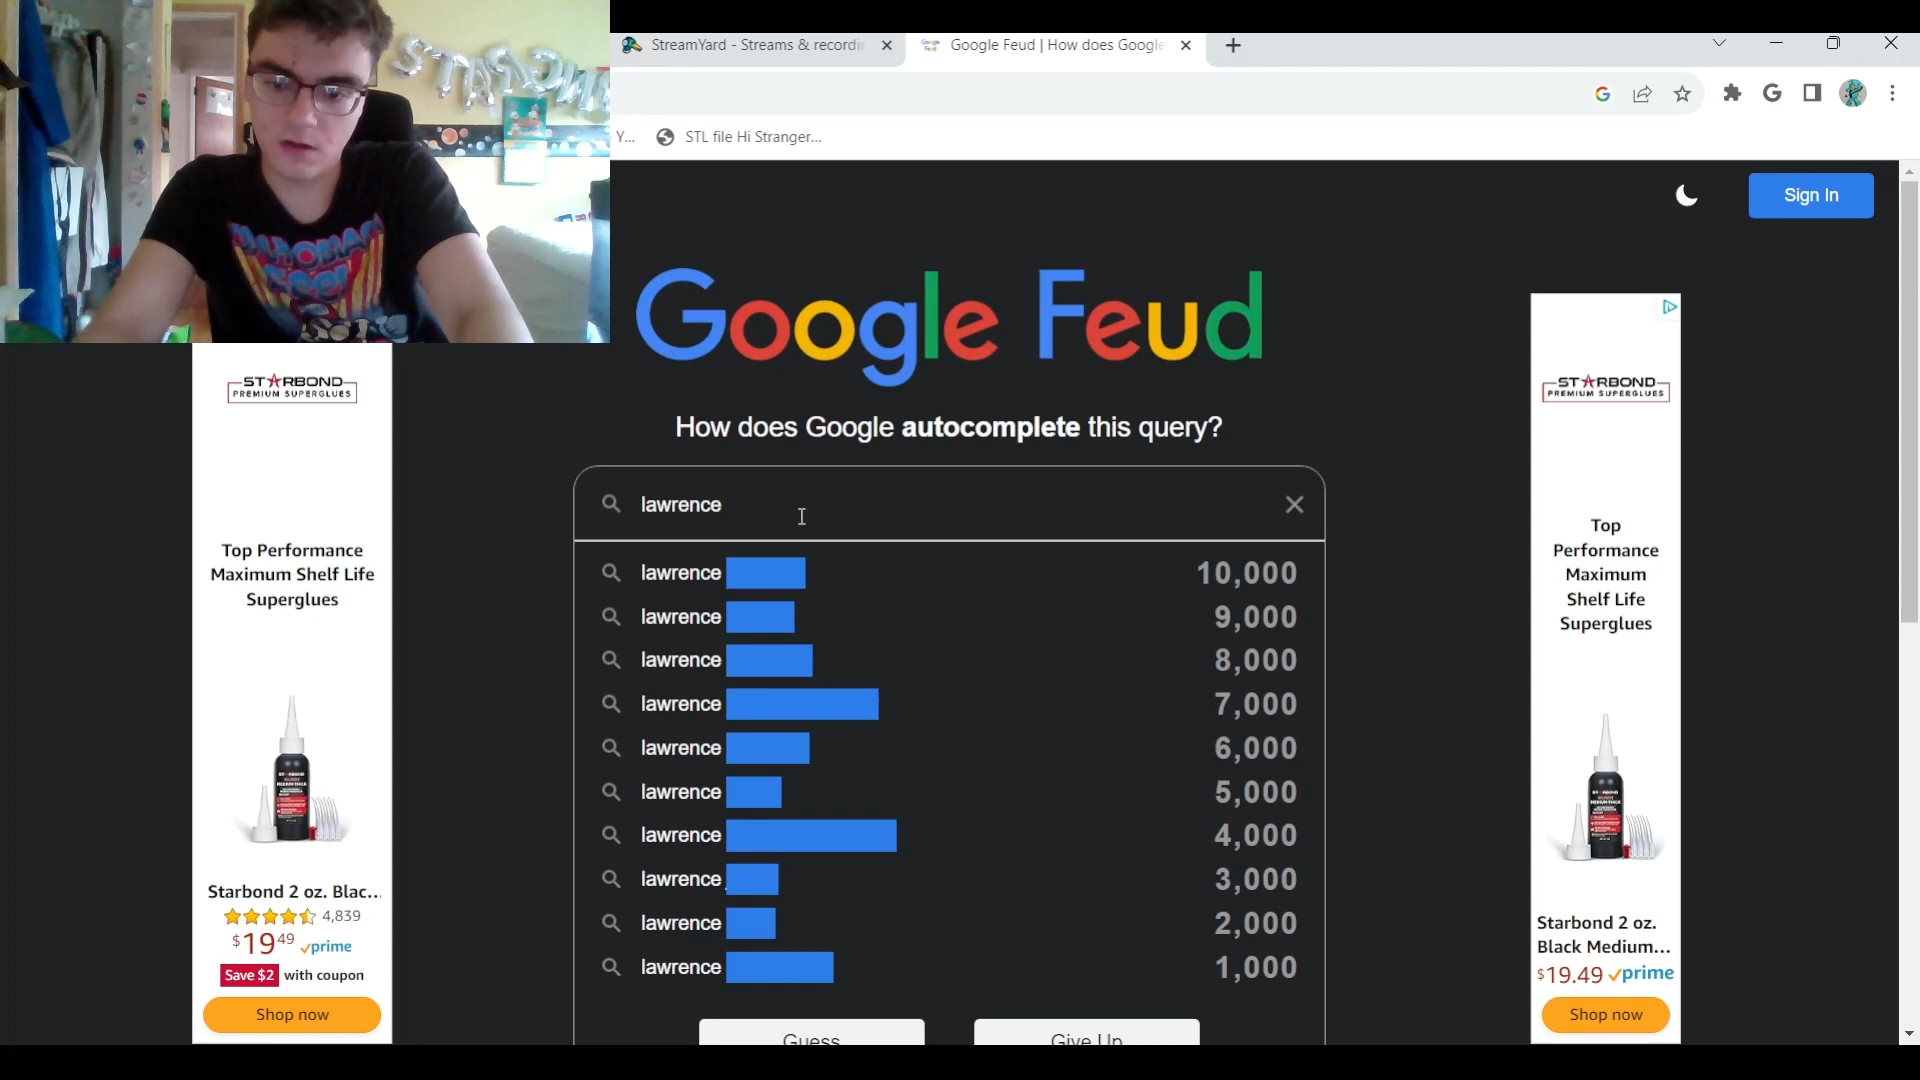 StreamYard - Streams & recordin
Google Feud | How does Google
Y...
STL file Hi Stranger...
Sign In
Google Feud
How does Google autocomplete this query?
lawrence
lawrence 10,000
lawrence 9,000
lawrence 8,000
lawrence 7,000
lawrence 6,000
lawrence 5,000
lawrence 4,000
lawrence 3,000
lawrence 2,000
lawrence 1,000
Guess
Give Up
STARBOND
PREMIUM SUPERGLUES
Top Performance
Maximum Shelf Life
Superglues
Starbond 2 oz. Blac...
4,839
$19.49 prime
Save $2 with coupon
Shop now
STARBOND
PREMIUM SUPERGLUES
Top
Performance
Maximum
Shelf Life
Superglues
Starbond 2 oz.
Black Medium...
$19.49 prime
Shop now